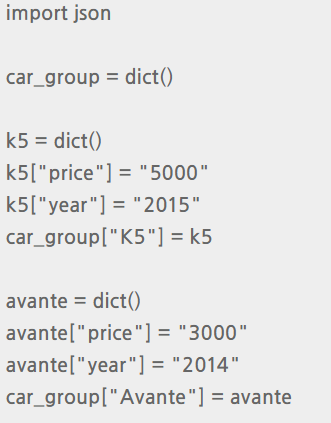 import json
car_group = dict()
k5 = dict()
k5["price"] = "5000"
k5["year"] = "2015"
car_group["K5"] = k5
avante = dict()
avante["price"] = "3000"
avante["year"] = "2014"
car_group["Avante"] = avante